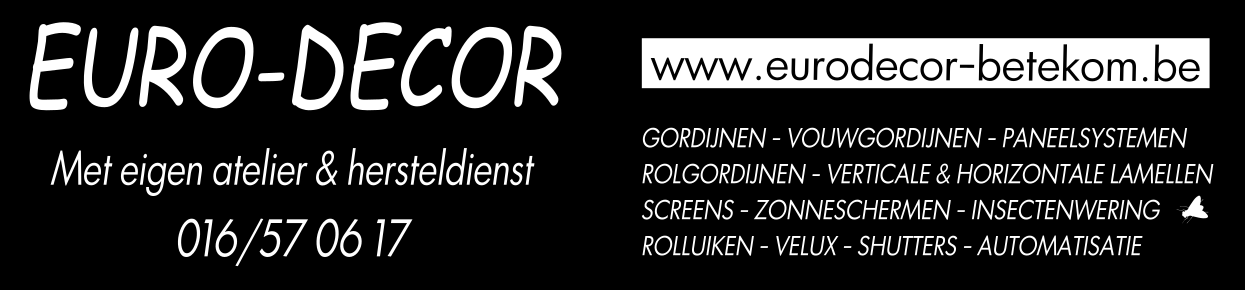 EURO-DECOR
Met eigen atelier & hersteldienst
016/57 06 17
www.eurodecor-betekom.be
GORDIJNEN - VOUWGORDIJNEN - PANEELSYSTEMEN
ROLGORDIJNEN - VERTICALE & HORIZONTALE LAMELLEN
SCREENS - ZONNESCHERMEN - INSECTENWERING
ROLLUIKEN - VELUX - SHUTTERS - AUTOMATISATIE